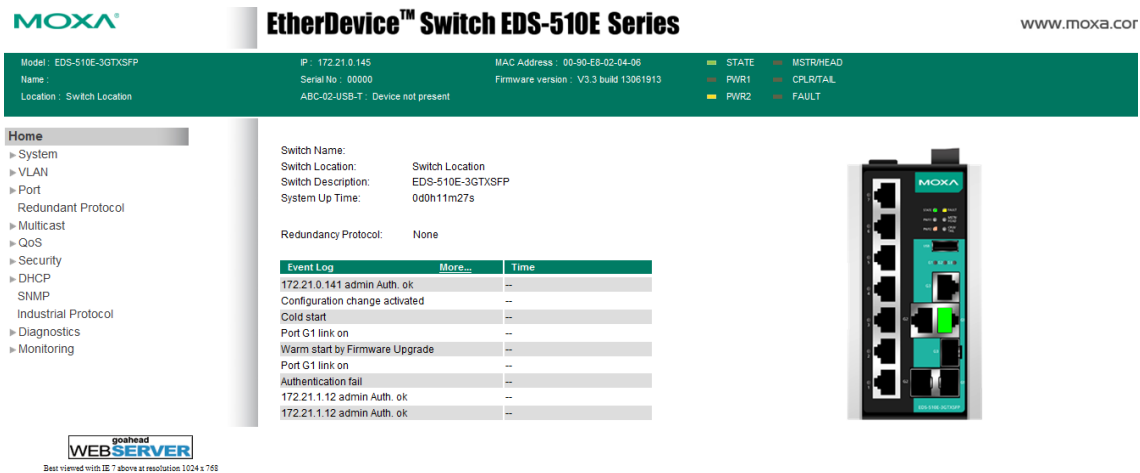 MOXA®
EtherDevice™ Switch EDS-510E Series
www.moxa.com
Model : EDS-510E-3GTXSFP
IP : 172.21.0.145
MAC Address : 00-90-E8-02-04-06
STATE
MSTR/HEAD
Name :
Serial No : 00000
Firmware version : V3.3 build 13061913
PWR1
CPLR/TAIL
Location : Switch Location
ABC-02-USB-T : Device not present
PWR2
FAULT
Home
System
VLAN
Port
Redundant Protocol
Multicast
QoS
Security
DHCP
SNMP
Industrial Protocol
Diagnostics
Monitoring
goahead
WEBSERVER
Best viewed with IE 7 above at resolution 1024 x 768
Switch Name:
Switch Location: Switch Location
Switch Description: EDS-510E-3GTXSFP
System Up Time: 0d0h11m27s
Redundancy Protocol: None
Event Log More... Time
172.21.0.141 admin Auth. ok --
Configuration change activated --
Cold start --
Port G1 link on --
Warm start by Firmware Upgrade --
Port G1 link on --
Authentication fail --
172.21.1.12 admin Auth. ok --
172.21.1.12 admin Auth. ok --
MOXA
EDS-510E-3GTXSFP